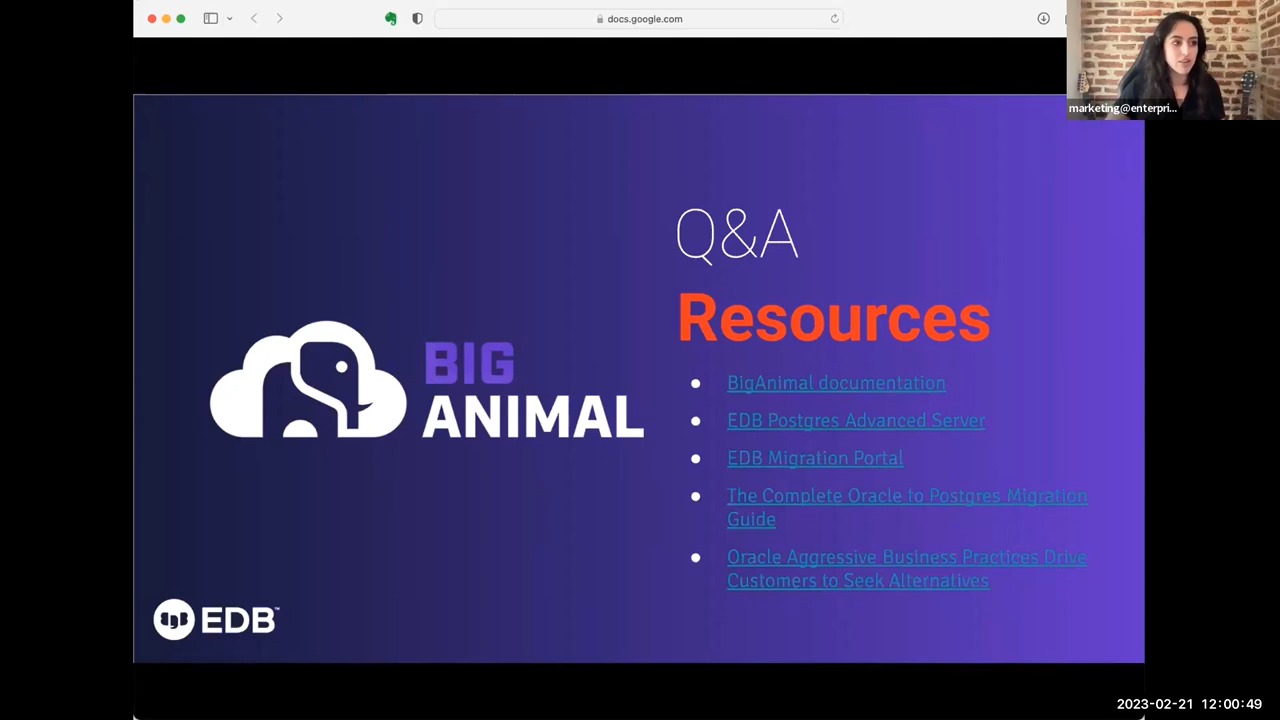 docs.google.com
marketing@enterpri...
Q&A
Resources
BIG
ANIMAL
BigAnimal documentation
EDB Postgres Advanced Server
EDB Migration Portal
The Complete Oracle to Postgres Migration
Guide
Oracle Aggressive Business Practices Drive
Customers to Seek Alternatives
EDB™
2023-02-21 12:00:49